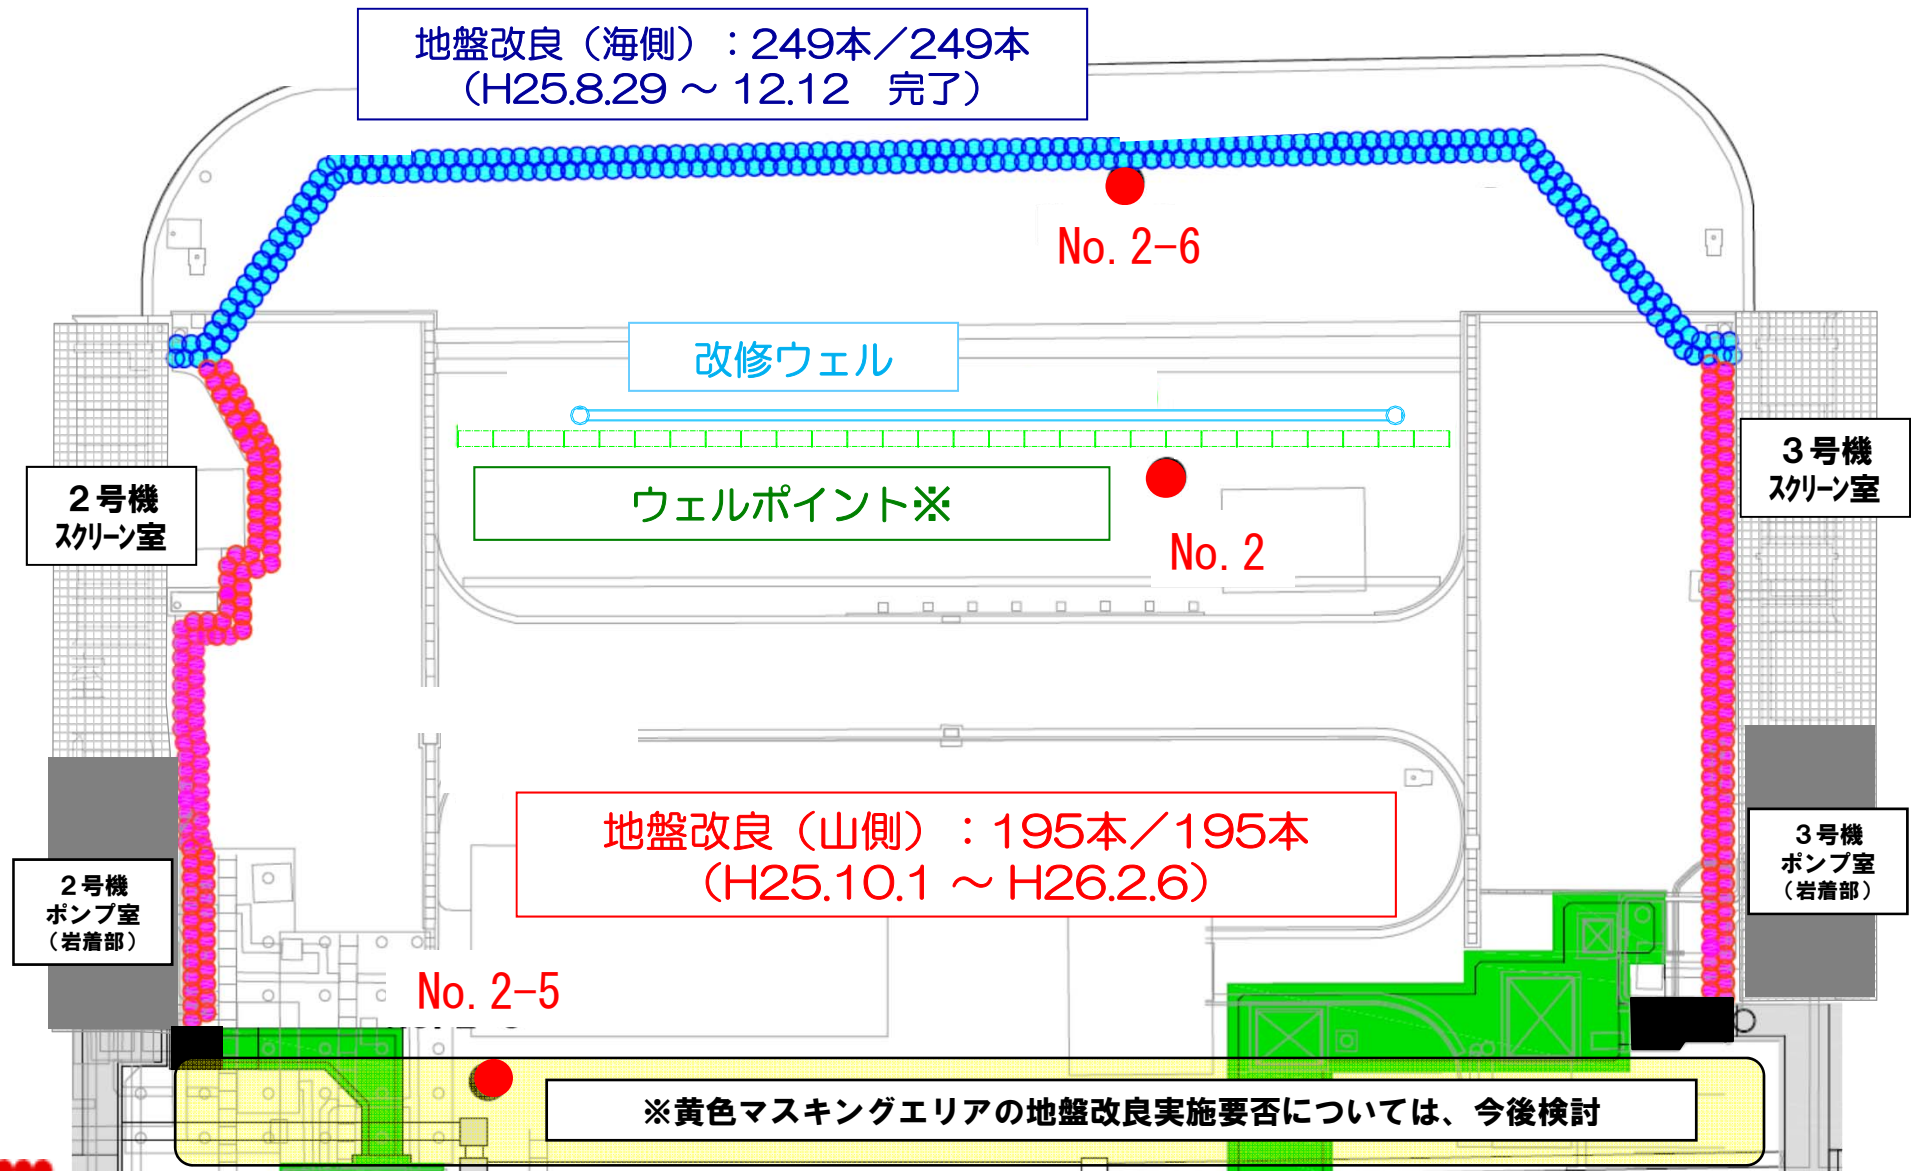 地盤改良（海側）：249本／249本
（H25.8.29 ～ 12.12　完了）
No. 2-6
改修ウェル
2号機
スクリーン室
3号機
スクリーン室
ウェルポイント※
No. 2
地盤改良（山側）：195本／195本
（H25.10.1 ～ H26.2.6）
2号機
ポンプ室
（岩着部）
3号機
ポンプ室
（岩着部）
No. 2-5
※黄色マスキングエリアの地盤改良実施要否については、今後検討